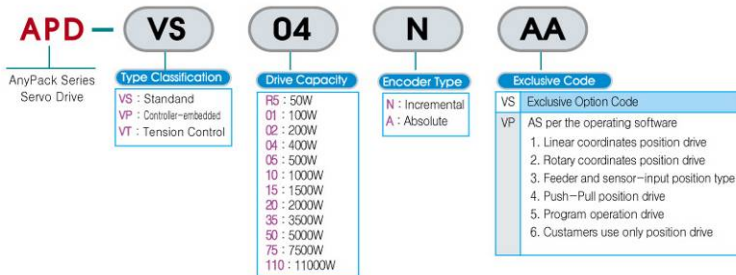 APD – VS 04 N AA
AnyPack Series
Servo Drive
Type Classification
VS : Standand
VP : Controller-embedded
VT : Tension Control
Drive Capacity
R5 : 50W
01 : 100W
02 : 200W
04 : 400W
05 : 500W
10 : 1000W
15 : 1500W
20 : 2000W
35 : 3500W
50 : 5000W
75 : 7500W
110 : 11000W
Encoder Type
N : Incremental
A : Absolute
Exclusive Code
VS Exclusive Option Code
VP AS per the operating software
1. Linear coordinates position drive
2. Rotary coordinates position drive
3. Feeder and sensor-input position type
4. Push-Pull position drive
5. Program operation drive
6. Custamers use only position drive